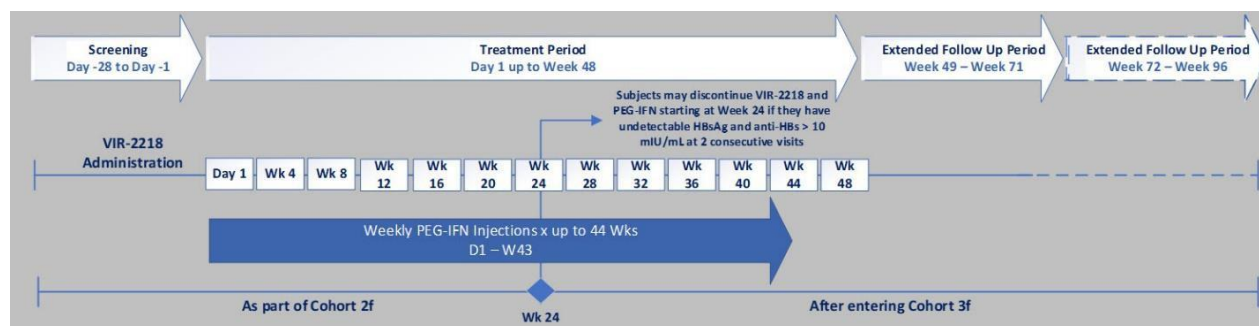 Screening
Day -28 to Day -1
Treatment Period
Day 1 up to Week 48
Extended Follow Up Period
Week 49 – Week 71
Extended Follow Up Period
Week 72 – Week 96
Subjects may discontinue VIR-2218 and
PEG-IFN starting at Week 24 if they have
undetectable HBsAg and anti-HBs > 10
mIU/mL at 2 consecutive visits
VIR-2218
Administration
Day 1
Wk 4
Wk 8
Wk
12
Wk
16
Wk
20
Wk
24
Wk
28
Wk
32
Wk
36
Wk
40
Wk
44
Wk
48
Weekly PEG-IFN Injections x up to 44 Wks
D1 – W43
As part of Cohort 2f
Wk 24
After entering Cohort 3f